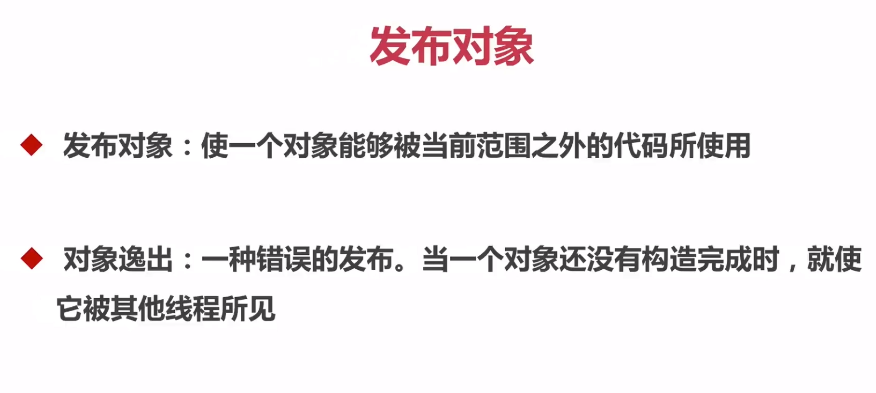 发布对象
◆ 发布对象：使一个对象能够被当前范围之外的代码所使用
◆ 对象逸出：一种错误的发布。当一个对象还没有构造完成时，就使
它被其他线程所见